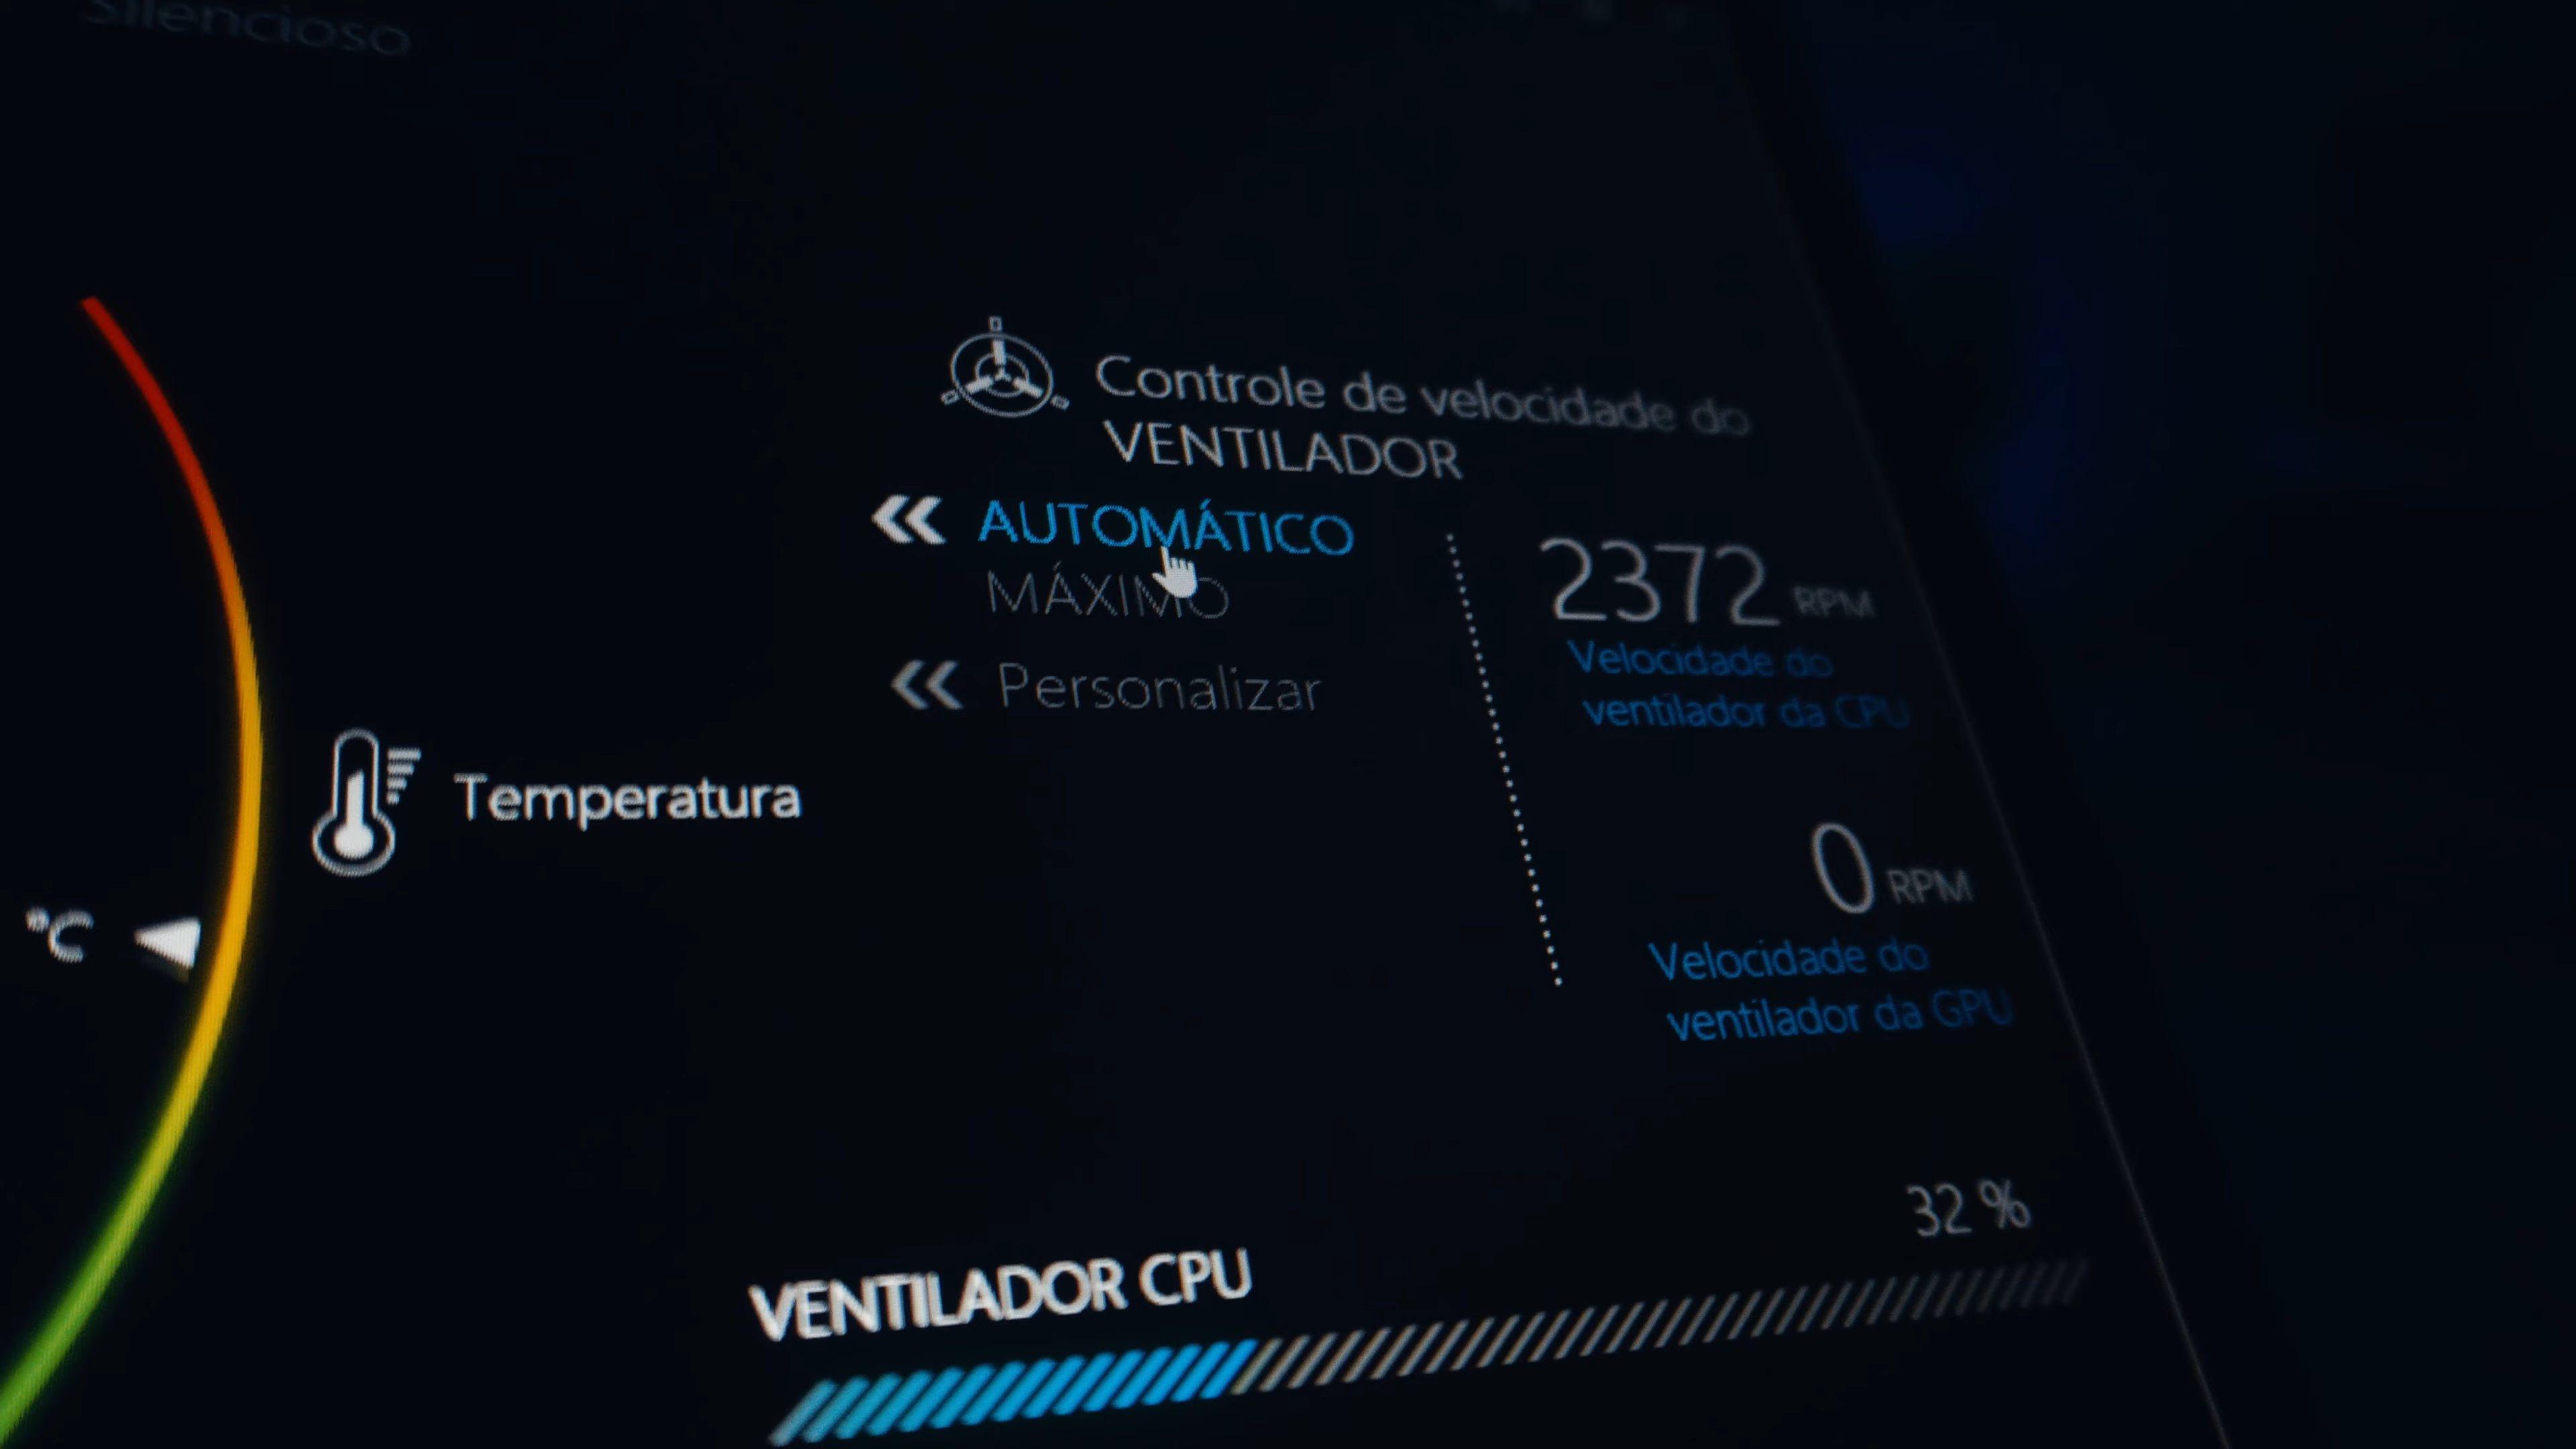 Silencioso
Controle de velocidade do
VENTILADOR
AUTOMÁTICO
MÁXIMO
Personalizar
2372 RPM
Velocidade do
ventilador da CPU
Temperatura
°C
0 RPM
Velocidade do
ventilador da GPU
32 %
VENTILADOR CPU